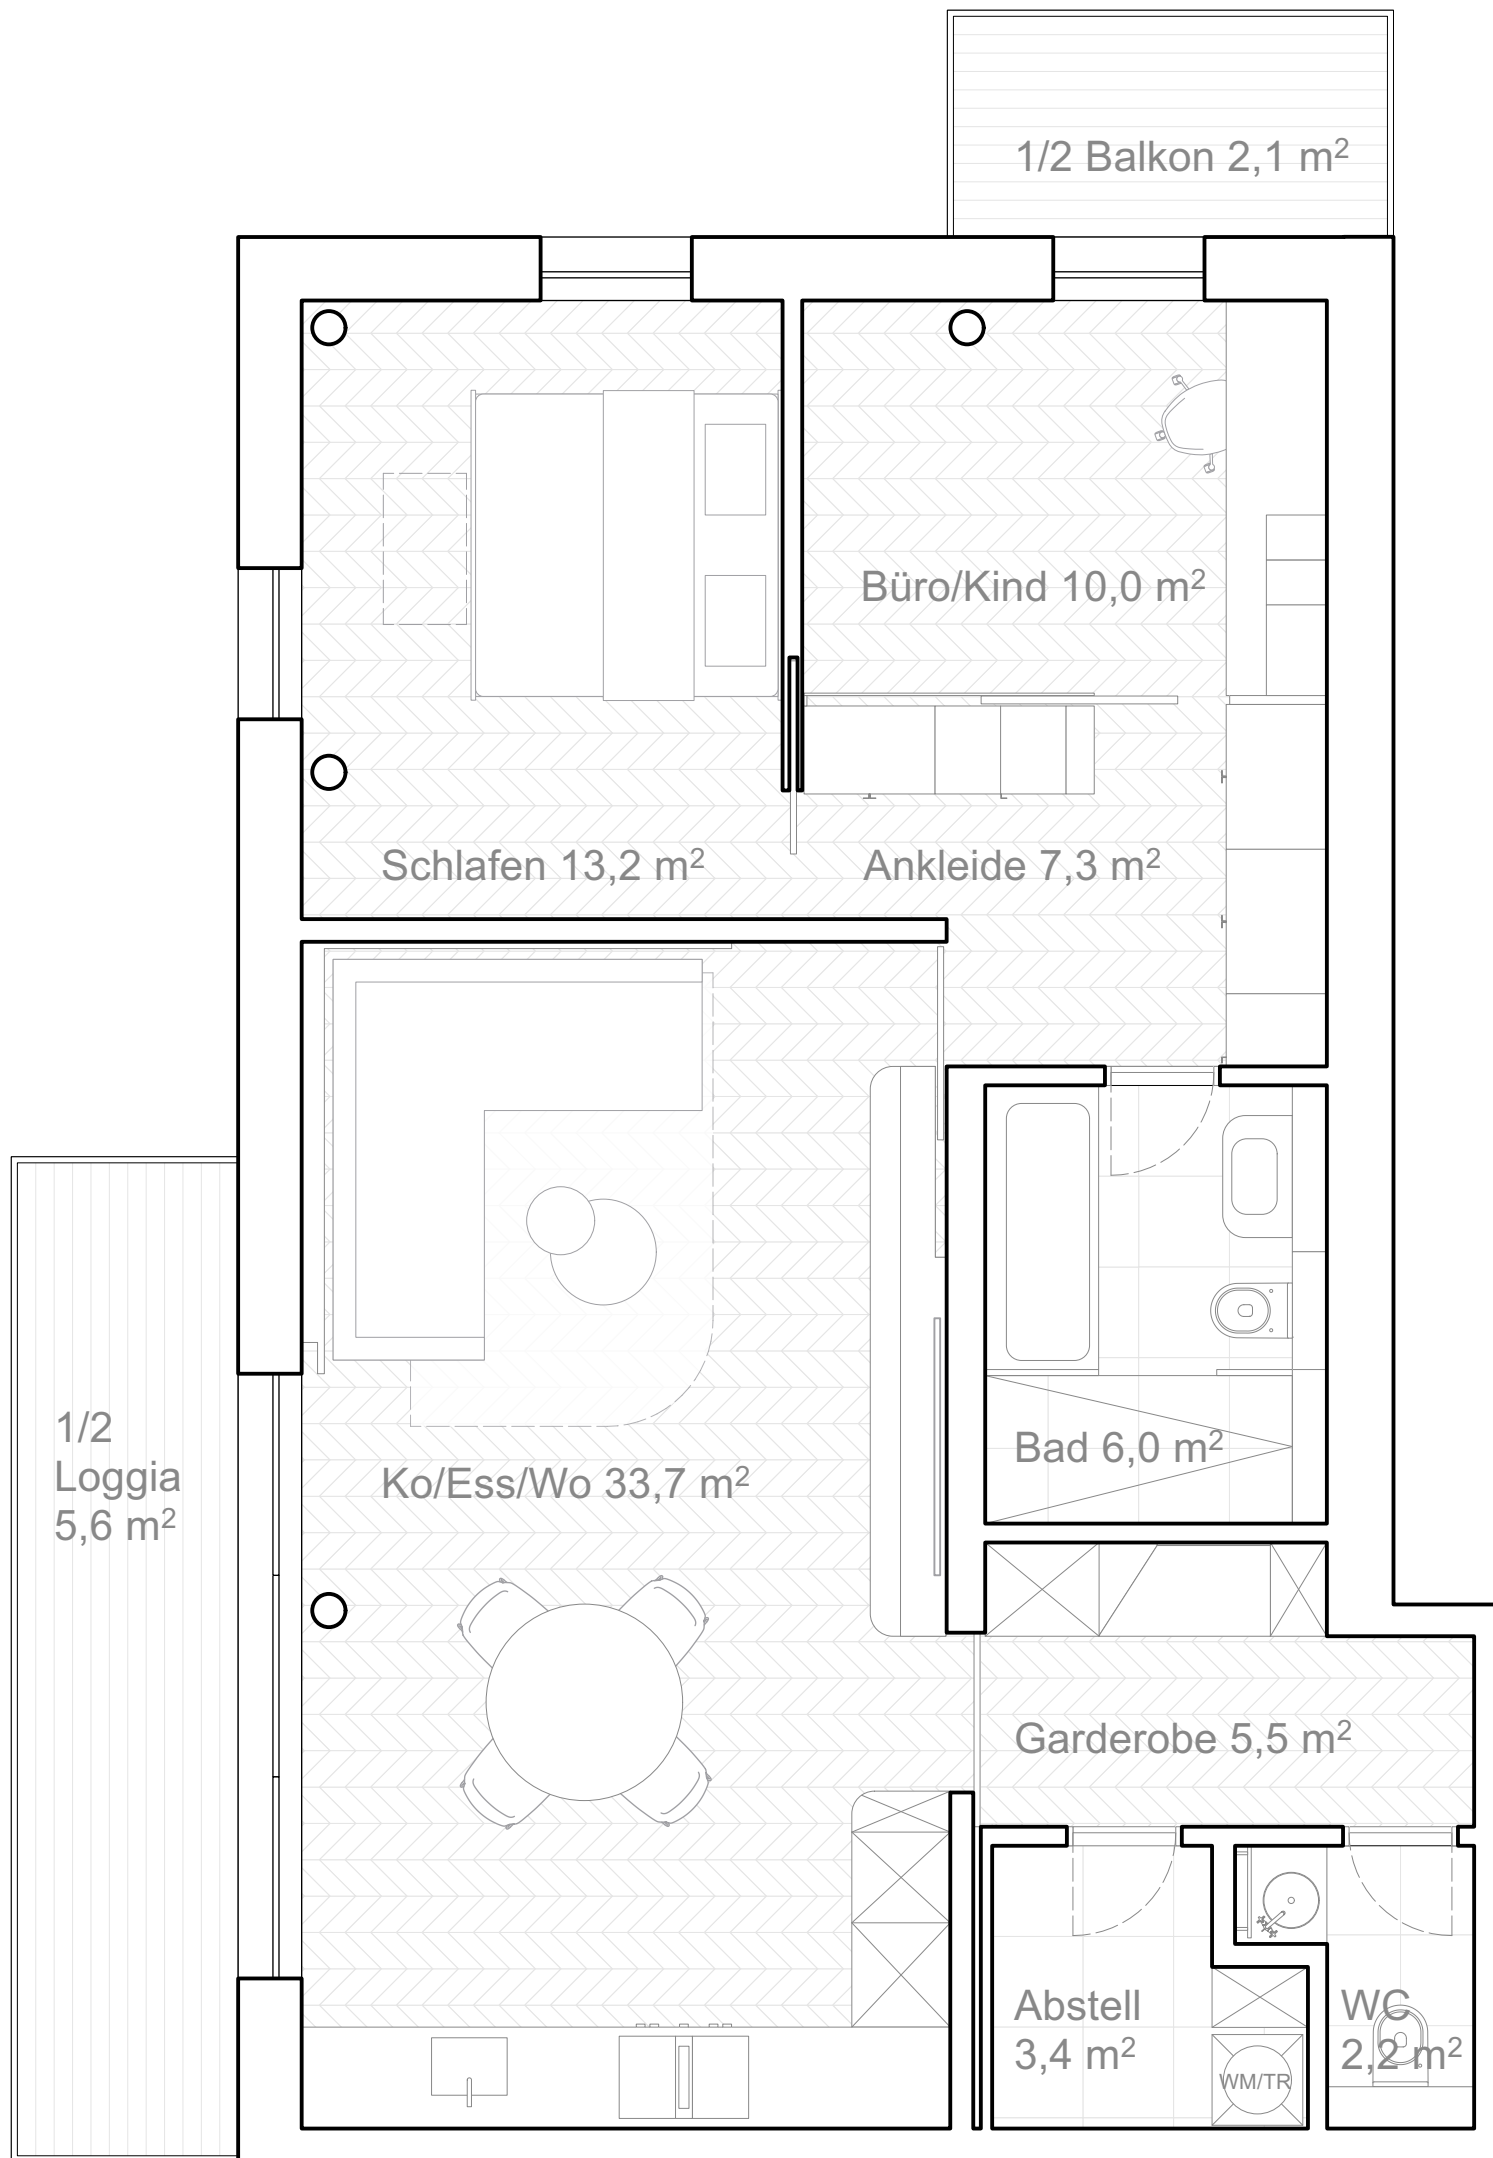 1/2 Balkon 2,1 m²
Büro/Kind 10,0 m²
Schlafen 13,2 m²
Ankleide 7,3 m²
1/2
Loggia
5,6 m²
Ko/Ess/Wo 33,7 m²
Bad 6,0 m²
Garderobe 5,5 m²
Abstell
3,4 m²
WC
2,2 m²
WM/TR